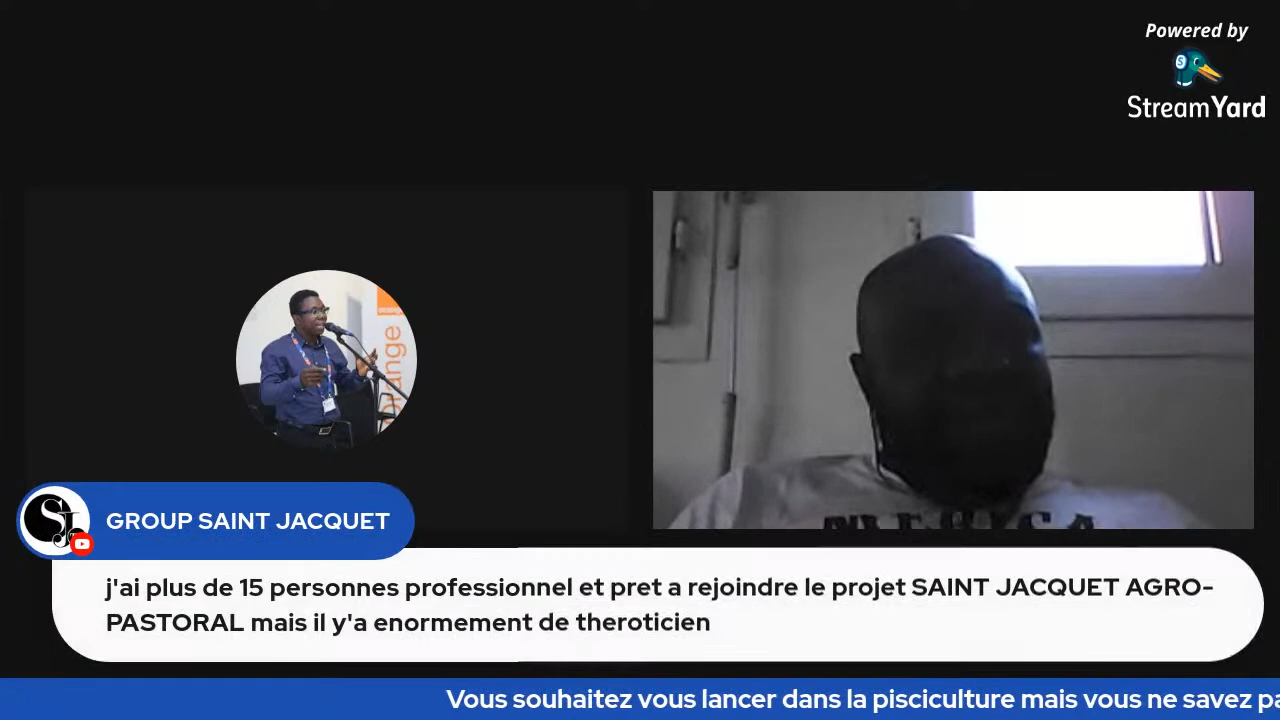 Powered by
StreamYard
orange
GROUP SAINT JACQUET
j'ai plus de 15 personnes professionnel et pret a rejoindre le projet SAINT JACQUET AGRO-
PASTORAL mais il y'a enormement de theroticien
Vous souhaitez vous lancer dans la pisciculture mais vous ne savez pa